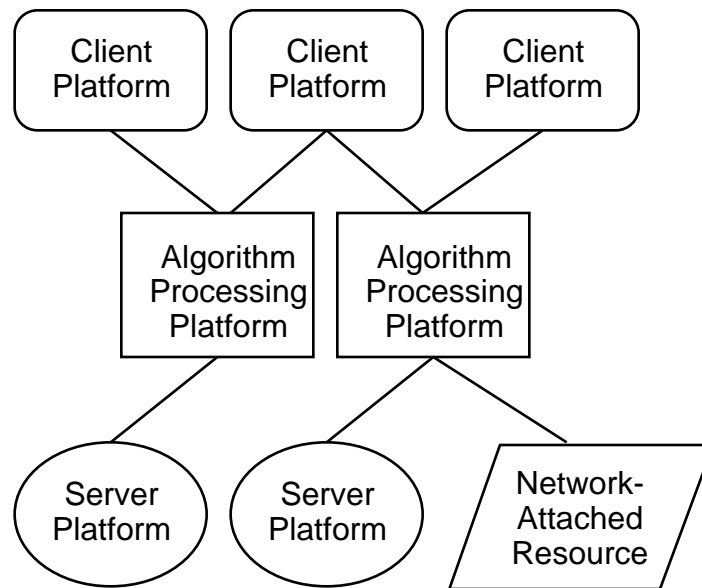 Client
Platform
Client
Platform
Client
Platform
Algorithm
Processing
Platform
Algorithm
Processing
Platform
Server
Platform
Server
Platform
Network-
Attached
Resource